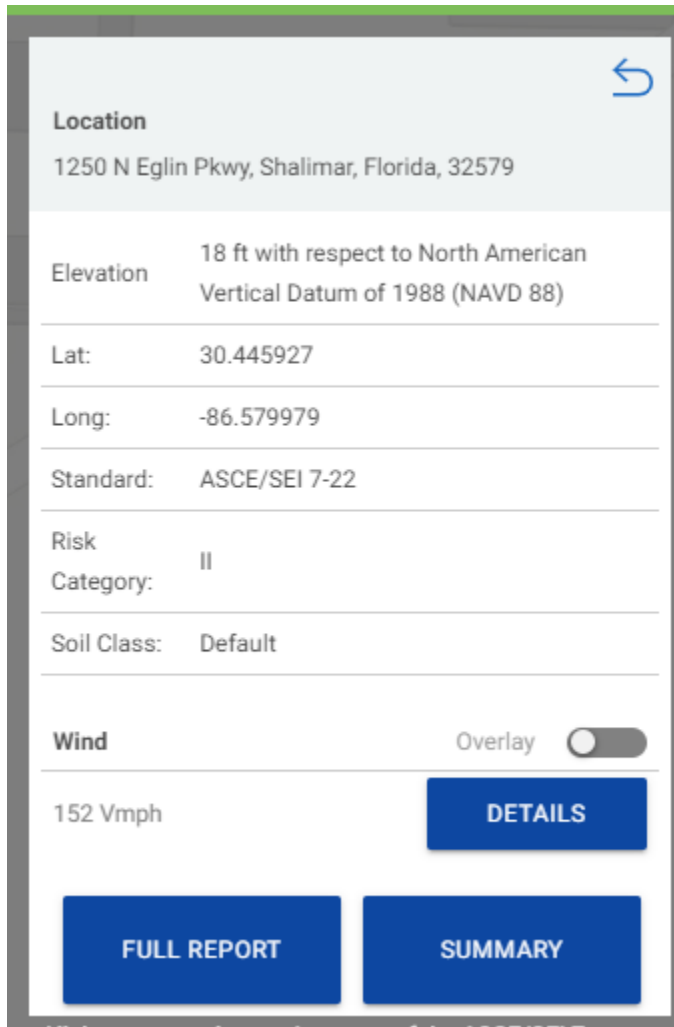 Location
1250 N Eglin Pkwy, Shalimar, Florida, 32579
Elevation
18 ft with respect to North American
Vertical Datum of 1988 (NAVD 88)
Lat: 30.445927
Long: -86.579979
Standard: ASCE/SEI 7-22
Risk
Category:
II
Soil Class: Default
Wind Overlay
152 Vmph DETAILS
FULL REPORT SUMMARY